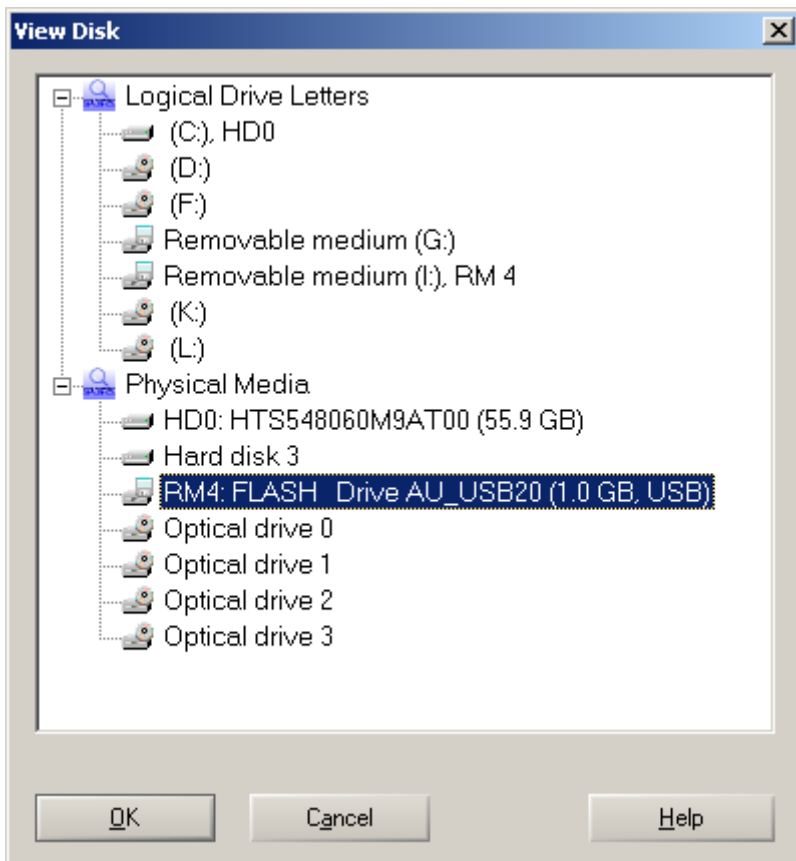 View Disk
Logical Drive Letters
(C:), HD0
(D:)
(F:)
Removable medium (G:)
Removable medium (I:), RM 4
(K:)
(L:)
Physical Media
HD0: HTS548060M9AT00 (55.9 GB)
Hard disk 3
RM4: FLASH   Drive AU_USB20 (1.0 GB, USB)
Optical drive 0
Optical drive 1
Optical drive 2
Optical drive 3
OK Cancel Help